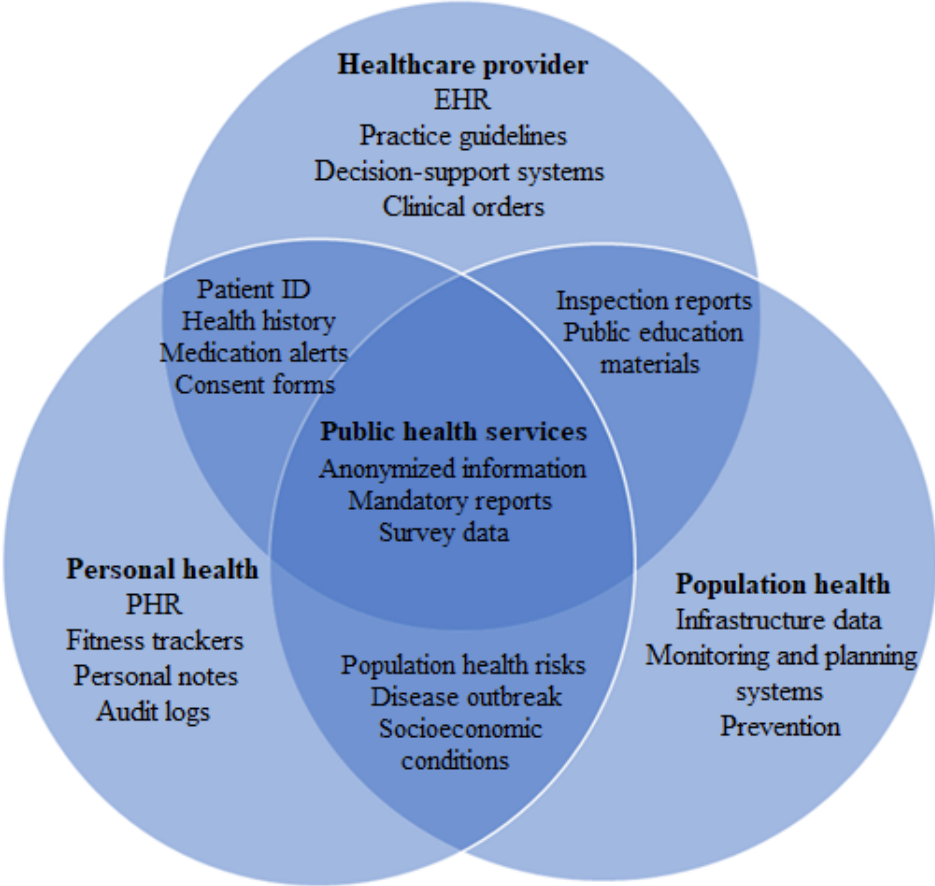 Healthcare provider
EHR
Practice guidelines
Decision-support systems
Clinical orders
Patient ID
Health history
Medication alerts
Consent forms
Inspection reports
Public education
materials
Public health services
Anonymized information
Mandatory reports
Survey data
Personal health
PHR
Fitness trackers
Personal notes
Audit logs
Population health risks
Disease outbreak
Socioeconomic
conditions
Population health
Infrastructure data
Monitoring and planning
systems
Prevention